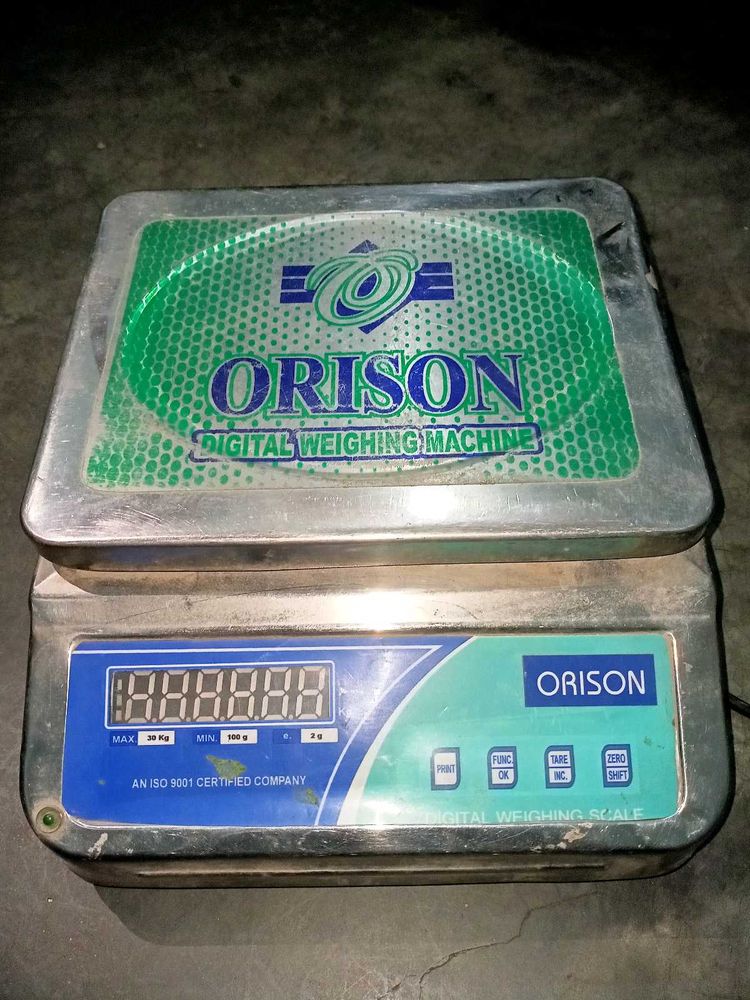 ORISON
DIGITAL WEIGHING MACHINE
ORISON
MAX. 30 Kg MIN. 100 g e. 2 g
AN ISO 9001 CERTIFIED COMPANY
PRINT
FUNC. OK
TARE INC.
ZERO SHIFT
DIGITAL WEIGHING SCALE